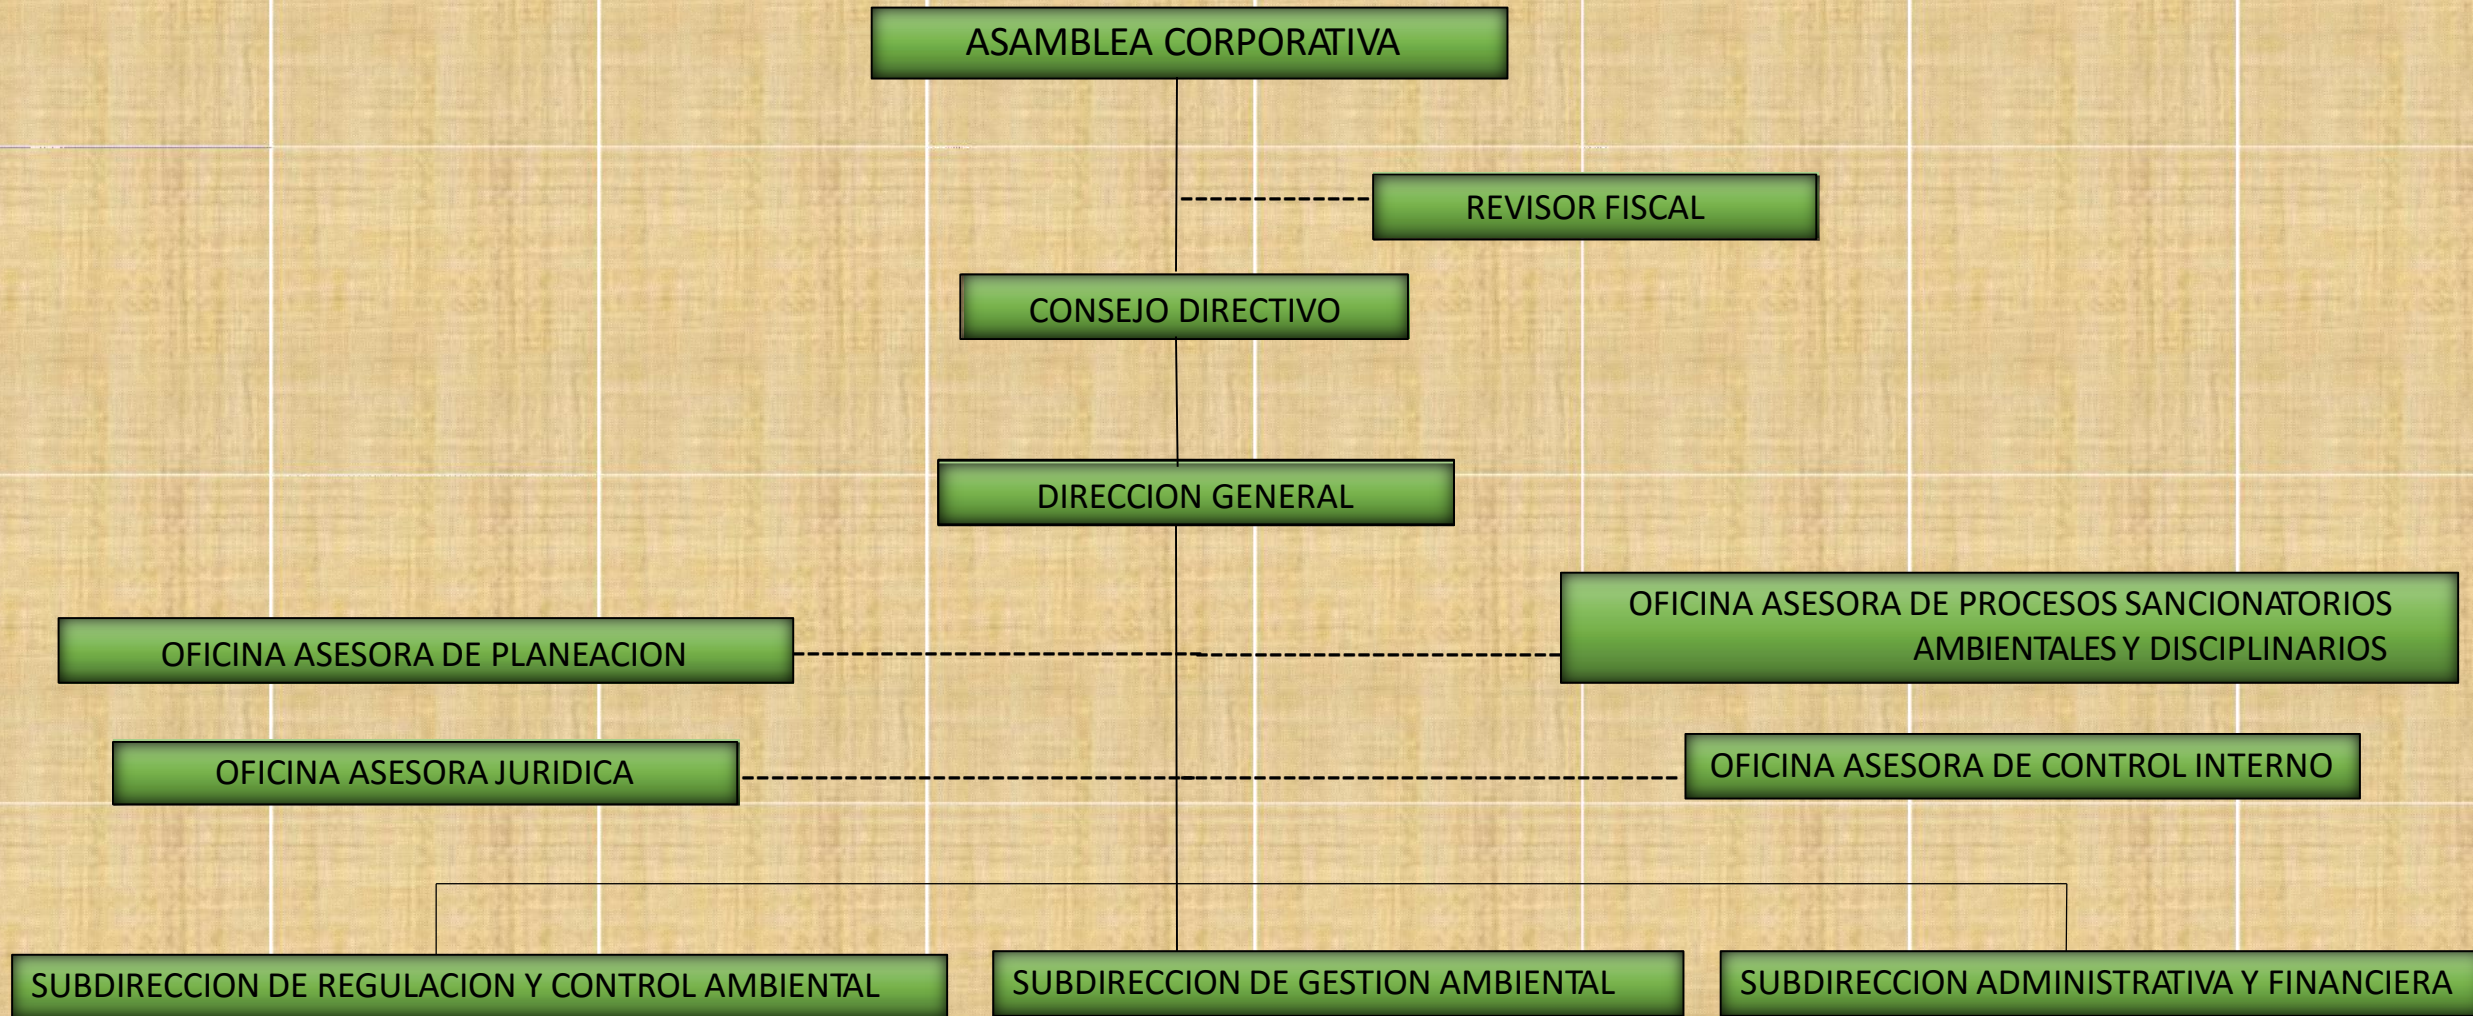 ASAMBLEA CORPORATIVA
REVISOR FISCAL
CONSEJO DIRECTIVO
DIRECCION GENERAL
OFICINA ASESORA DE PROCESOS SANCIONATORIOS
AMBIENTALES Y DISCIPLINARIOS
OFICINA ASESORA DE PLANEACION
OFICINA ASESORA JURIDICA
OFICINA ASESORA DE CONTROL INTERNO
SUBDIRECCION DE REGULACION Y CONTROL AMBIENTAL
SUBDIRECCION DE GESTION AMBIENTAL
SUBDIRECCION ADMINISTRATIVA Y FINANCIERA